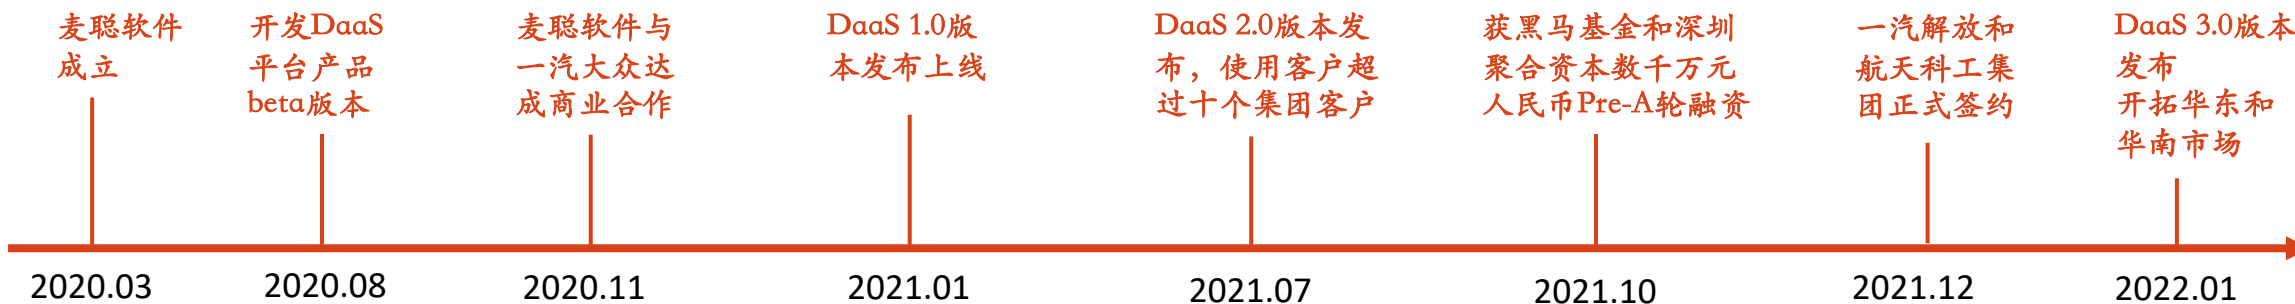 麦聪软件
成立
开发DaaS
平台产品
beta版本
麦聪软件与
一汽大众达
成商业合作
DaaS 1.0版
本发布上线
DaaS 2.0版本发
布，使用客户超
过十个集团客户
获黑马基金和深圳
聚合资本数千万元
人民币Pre-A轮融资
一汽解放和
航天科工集
团正式签约
DaaS 3.0版本
发布
开拓华东和
华南市场
2020.03
2020.08
2020.11
2021.01
2021.07
2021.10
2021.12
2022.01